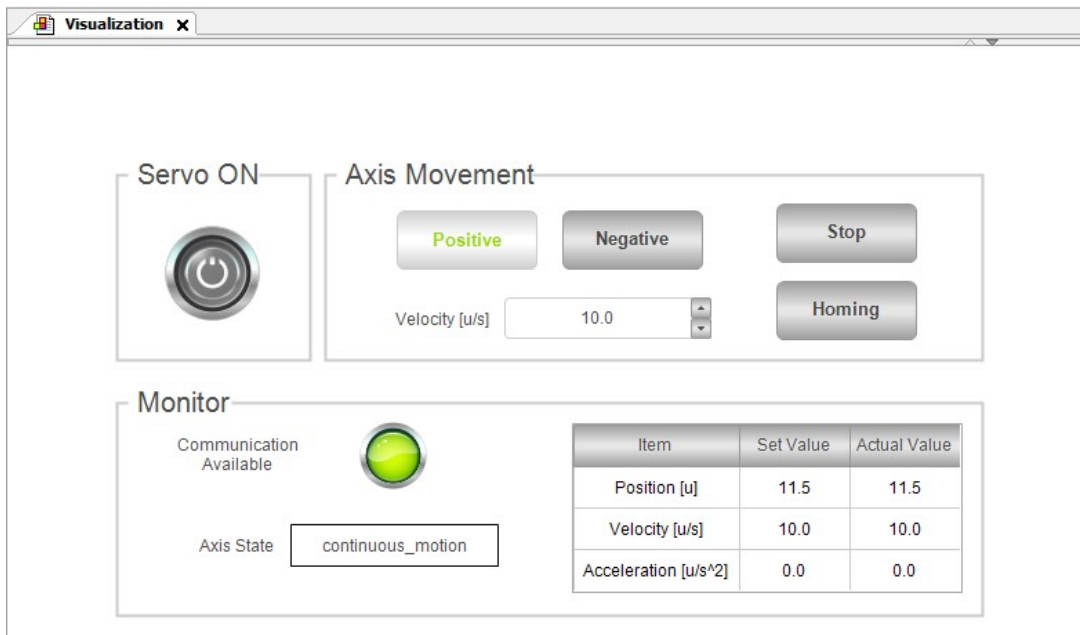 Visualization
Servo ON
Axis Movement
Positive
Negative
Stop
Velocity [u/s]
10.0
Homing
Monitor
Communication
Available
Item Set Value Actual Value
Position [u] 11.5 11.5
Axis State continuous_motion
Velocity [u/s] 10.0 10.0
Acceleration [u/s^2] 0.0 0.0